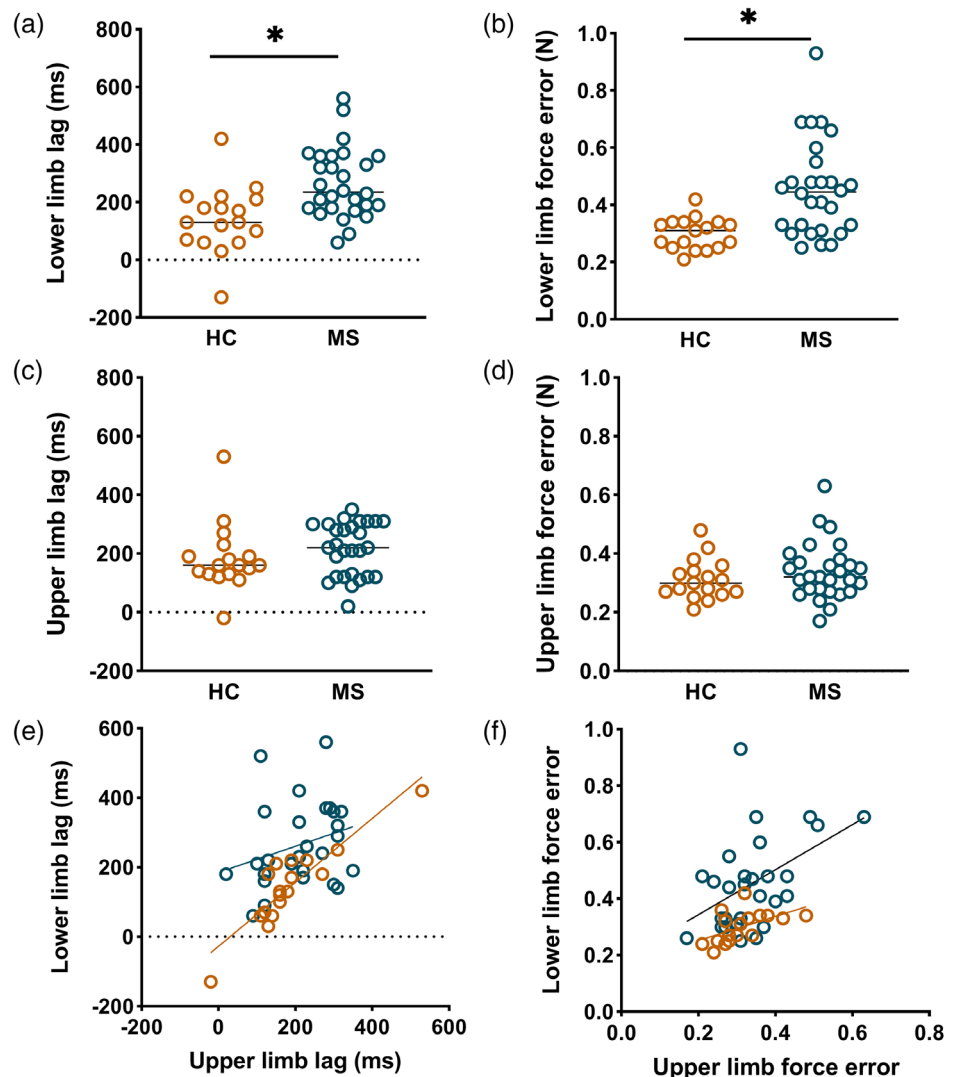 (a)
*
Lower limb lag (ms)
800
600
400
200
0
-200
HC MS
(b)
*
Lower limb force error (N)
1.0
0.8
0.6
0.4
0.2
0.0
HC MS
(c)
Upper limb lag (ms)
800
600
400
200
0
-200
HC MS
(d)
Upper limb force error (N)
1.0
0.8
0.6
0.4
0.2
0.0
HC MS
(e)
Lower limb lag (ms)
600
400
200
0
-200
-200 0 200 400 600
Upper limb lag (ms)
(f)
Lower limb force error
1.0
0.8
0.6
0.4
0.2
0.0
0.0 0.2 0.4 0.6 0.8
Upper limb force error